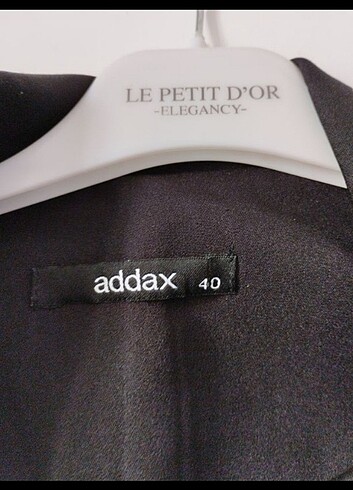 LE PETIT D'OR
-ELEGANCY-
addax 40